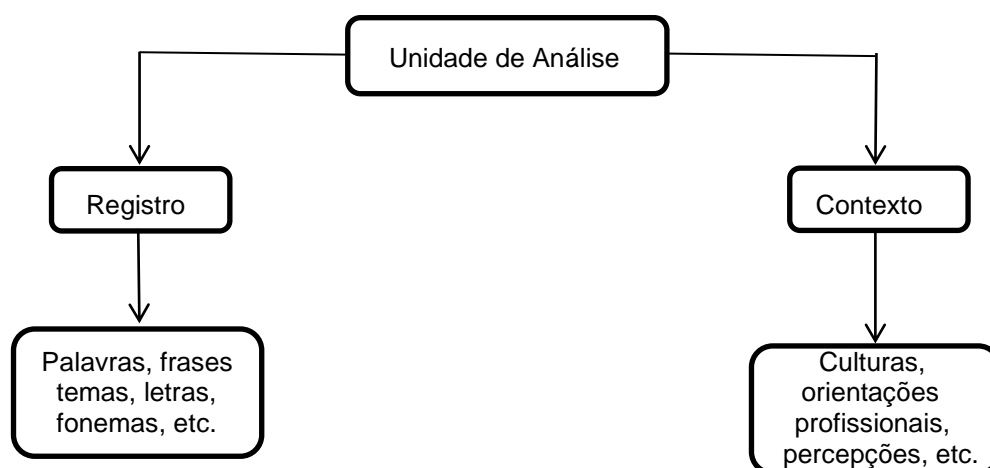 Unidade de Análise
Registro
Contexto
Palavras, frases
temas, letras,
fonemas, etc.
Culturas,
orientações
profissionais,
percepções, etc.